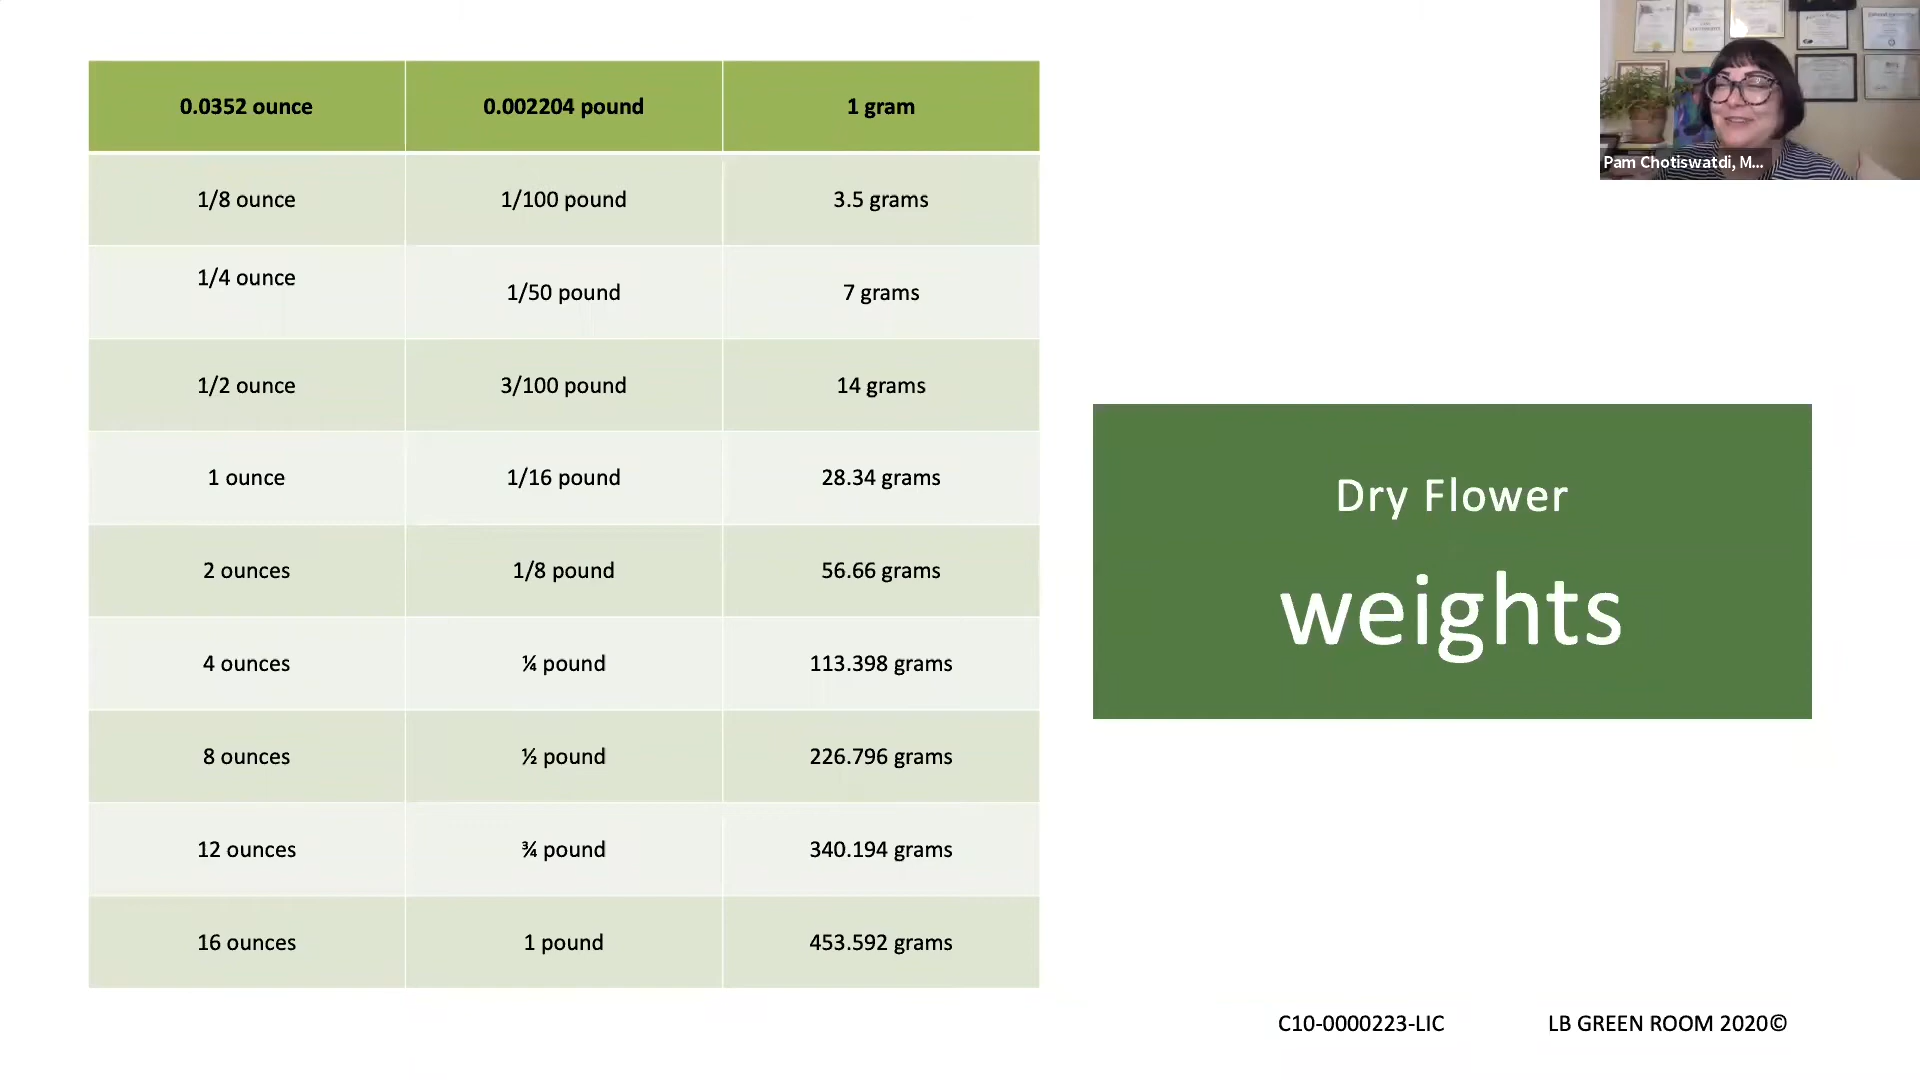 0.0352 ounce 0.002204 pound 1 gram
1/8 ounce 1/100 pound 3.5 grams
1/4 ounce 1/50 pound 7 grams
1/2 ounce 3/100 pound 14 grams
1 ounce 1/16 pound 28.34 grams
2 ounces 1/8 pound 56.66 grams
4 ounces ¼ pound 113.398 grams
8 ounces ½ pound 226.796 grams
12 ounces ¾ pound 340.194 grams
16 ounces 1 pound 453.592 grams
Pam Chotiswatdi, M...
Dry Flower
weights
C10-0000223-LIC LB GREEN ROOM 2020©